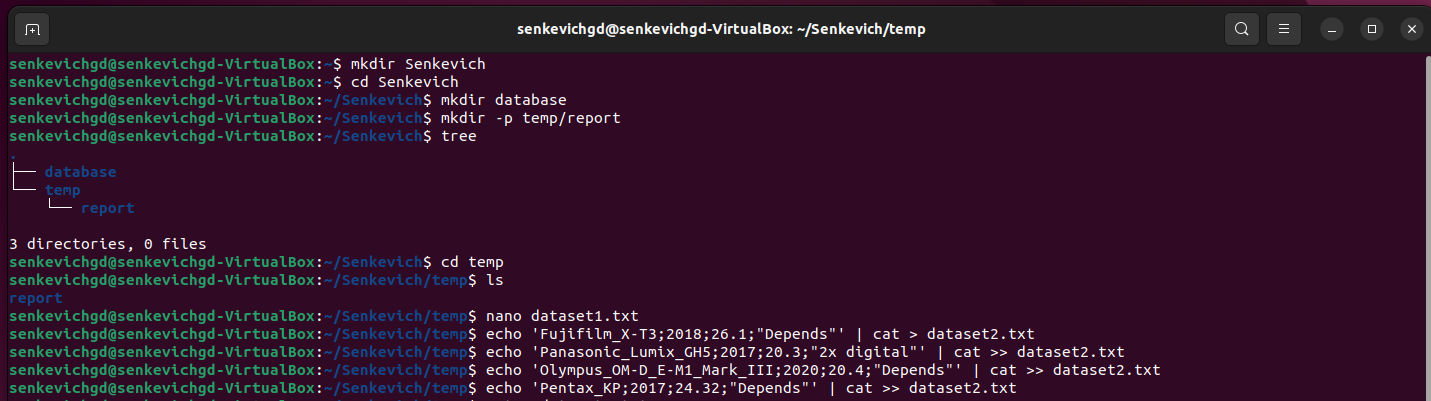 senkevichgd@senkevichgd-VirtualBox: ~/Senkevich/temp
senkevichgd@senkevichgd-VirtualBox:~$ mkdir Senkevich
senkevichgd@senkevichgd-VirtualBox:~$ cd Senkevich
senkevichgd@senkevichgd-VirtualBox:~/Senkevich$ mkdir database
senkevichgd@senkevichgd-VirtualBox:~/Senkevich$ mkdir -p temp/report
senkevichgd@senkevichgd-VirtualBox:~/Senkevich$ tree
.
├── database
└── temp
    └── report
3 directories, 0 files
senkevichgd@senkevichgd-VirtualBox:~/Senkevich$ cd temp
senkevichgd@senkevichgd-VirtualBox:~/Senkevich/temp$ ls
report
senkevichgd@senkevichgd-VirtualBox:~/Senkevich/temp$ nano dataset1.txt
senkevichgd@senkevichgd-VirtualBox:~/Senkevich/temp$ echo 'Fujifilm_X-T3;2018;26.1;"Depends"' | cat > dataset2.txt
senkevichgd@senkevichgd-VirtualBox:~/Senkevich/temp$ echo 'Panasonic_Lumix_GH5;2017;20.3;"2x digital"' | cat >> dataset2.txt
senkevichgd@senkevichgd-VirtualBox:~/Senkevich/temp$ echo 'Olympus_OM-D_E-M1_Mark_III;2020;20.4;"Depends"' | cat >> dataset2.txt
senkevichgd@senkevichgd-VirtualBox:~/Senkevich/temp$ echo 'Pentax_KP;2017;24.32;"Depends"' | cat >> dataset2.txt